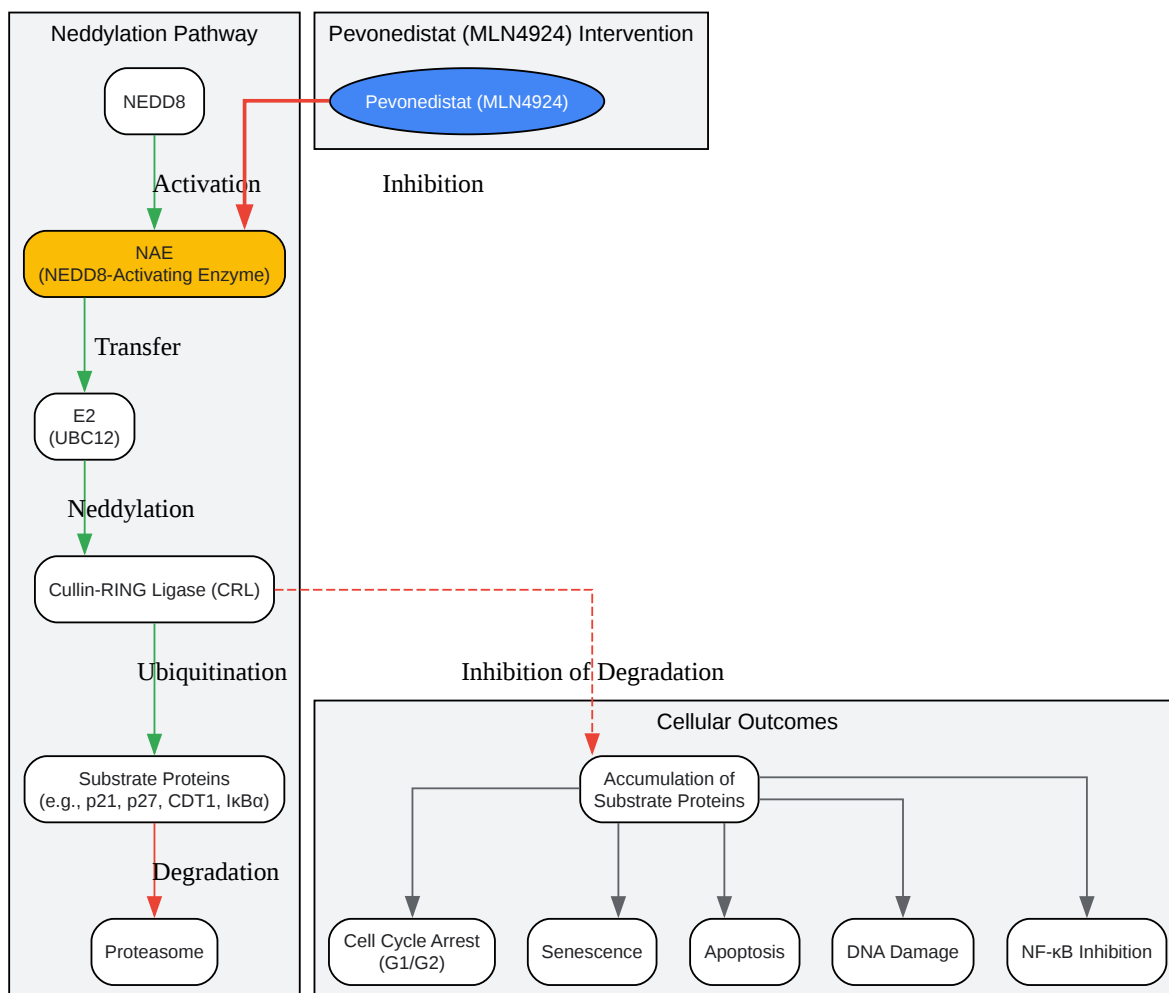 Neddylation Pathway
Pevonedistat (MLN4924) Intervention
NEDD8
Pevonedistat (MLN4924)
Activation
Inhibition
NAE
(NEDD8-Activating Enzyme)
Transfer
E2
(UBC12)
Neddylation
Cullin-RING Ligase (CRL)
Ubiquitination
Inhibition of Degradation
Cellular Outcomes
Substrate Proteins
(e.g., p21, p27, CDT1, IκBα)
Accumulation of
Substrate Proteins
Degradation
Proteasome
Cell Cycle Arrest
(G1/G2)
Senescence
Apoptosis
DNA Damage
NF-κB Inhibition